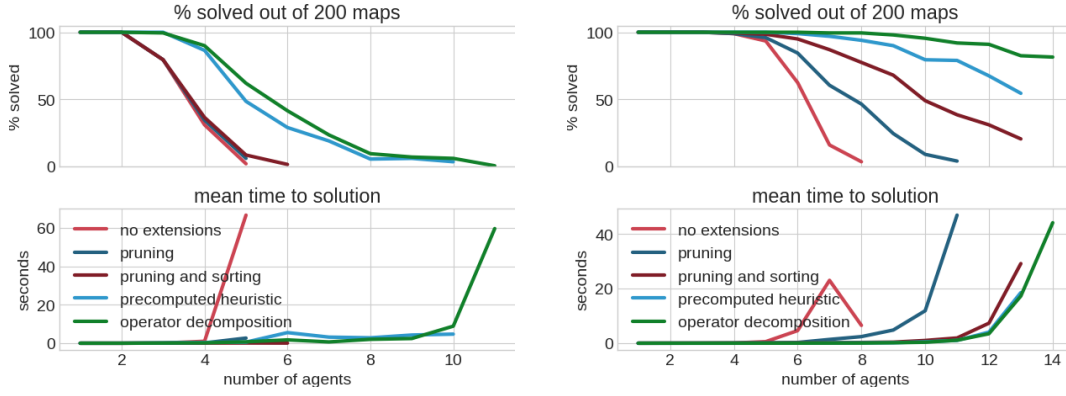 % solved out of 200 maps
100
50
0
% solved
mean time to solution
60
40
20
0
seconds
no extensions
pruning
pruning and sorting
precomputed heuristic
operator decomposition
2
4
6
8
10
number of agents
% solved out of 200 maps
100
50
0
% solved
mean time to solution
40
20
0
seconds
no extensions
pruning
pruning and sorting
precomputed heuristic
operator decomposition
2
4
6
8
10
12
14
number of agents